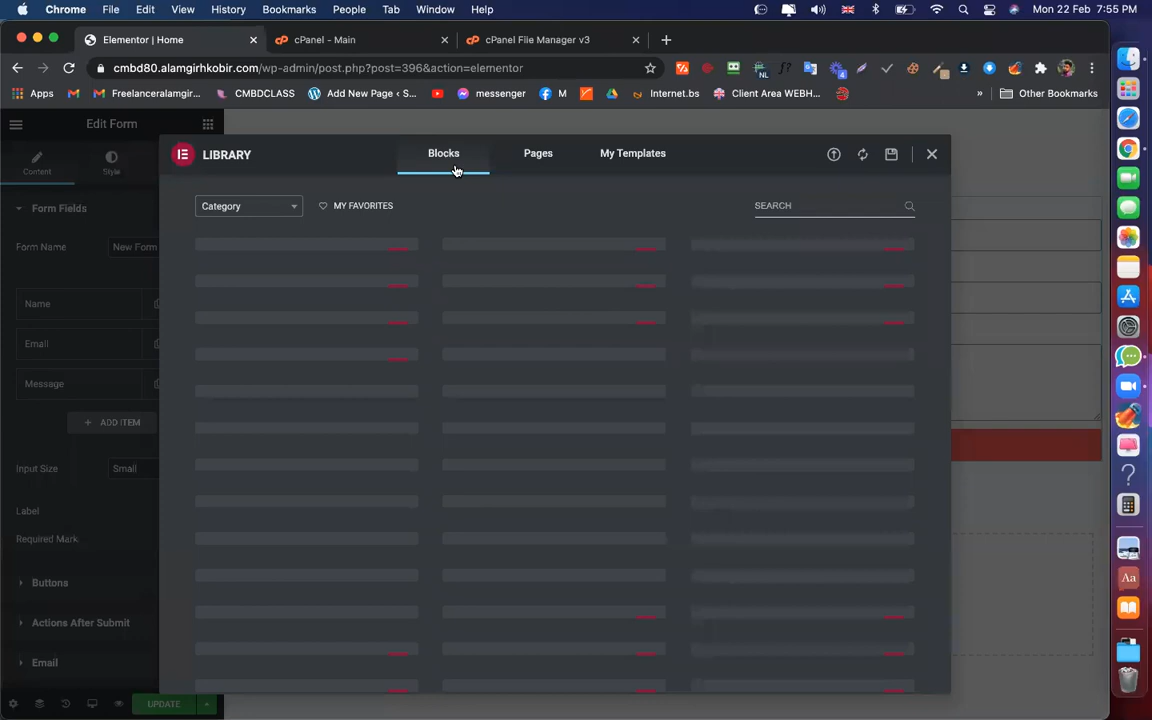 Chrome File Edit View History Bookmarks People Tab Window Help Mon 22 Feb 7:55 PM
Elementor | Home cPanel - Main cPanel File Manager v3
cmbd80.alamgirhkobir.com/wp-admin/post.php?post=396&action=elementor
Apps Freelanceralamgir... CMBDCLASS Add New Page ‹ S... messenger M Internet.bs Client Area WEBH... » Other Bookmarks
Edit Form
LIBRARY Blocks Pages My Templates
Content Style
Category MY FAVORITES SEARCH
Form Fields
Form Name New Form
Name
Email
Message
+ ADD ITEM
Input Size Small
Label
Required Mark
Buttons
Actions After Submit
Email
UPDATE